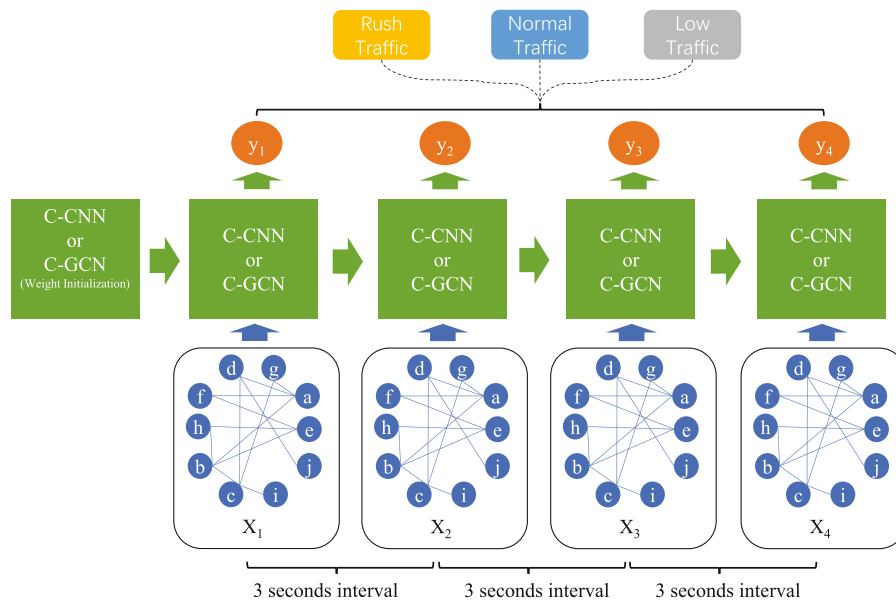 Rush
Traffic
Normal
Traffic
Low
Traffic
y1
y2
y3
y4
C-CNN
or
C-GCN
(Weight Initialization)
C-CNN
or
C-GCN
C-CNN
or
C-GCN
C-CNN
or
C-GCN
C-CNN
or
C-GCN
d
g
f
a
h
e
b
j
c
i
X1
d
g
f
a
h
e
b
j
c
i
X2
d
g
f
a
h
e
b
j
c
i
X3
d
g
f
a
h
e
b
j
c
i
X4
3 seconds interval
3 seconds interval
3 seconds interval